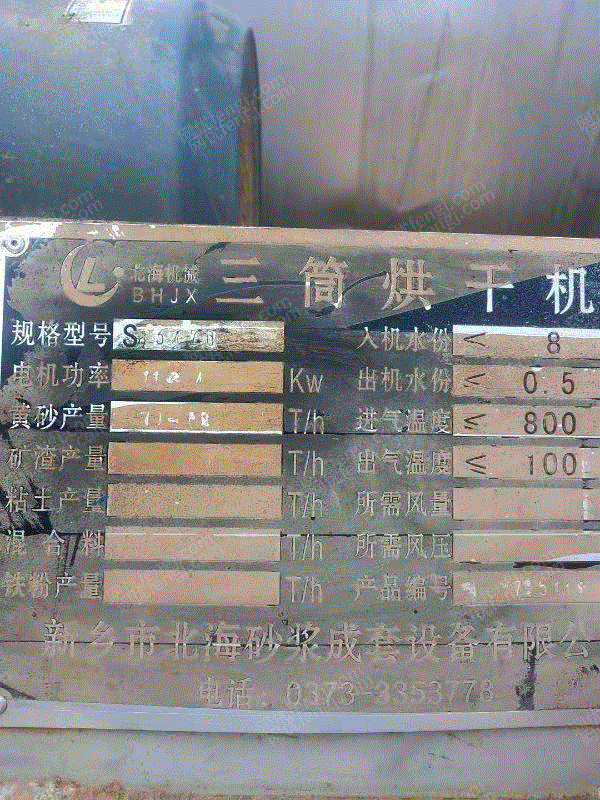 北海机械
BHJX
三筒烘干机
规格型号 入机水份 ≤ 8
电机功率 Kw 出机水份 ≤ 0.5
黄砂产量 T/h 进气温度 ≤ 800
矿渣产量 T/h 出气温度 ≤ 100
粘土产量 T/h 所需风量
混合料 T/h 所需风压
铁粉产量 T/h 产品编号
新乡市北海砂浆成套设备有限公
电话:0373-3353778